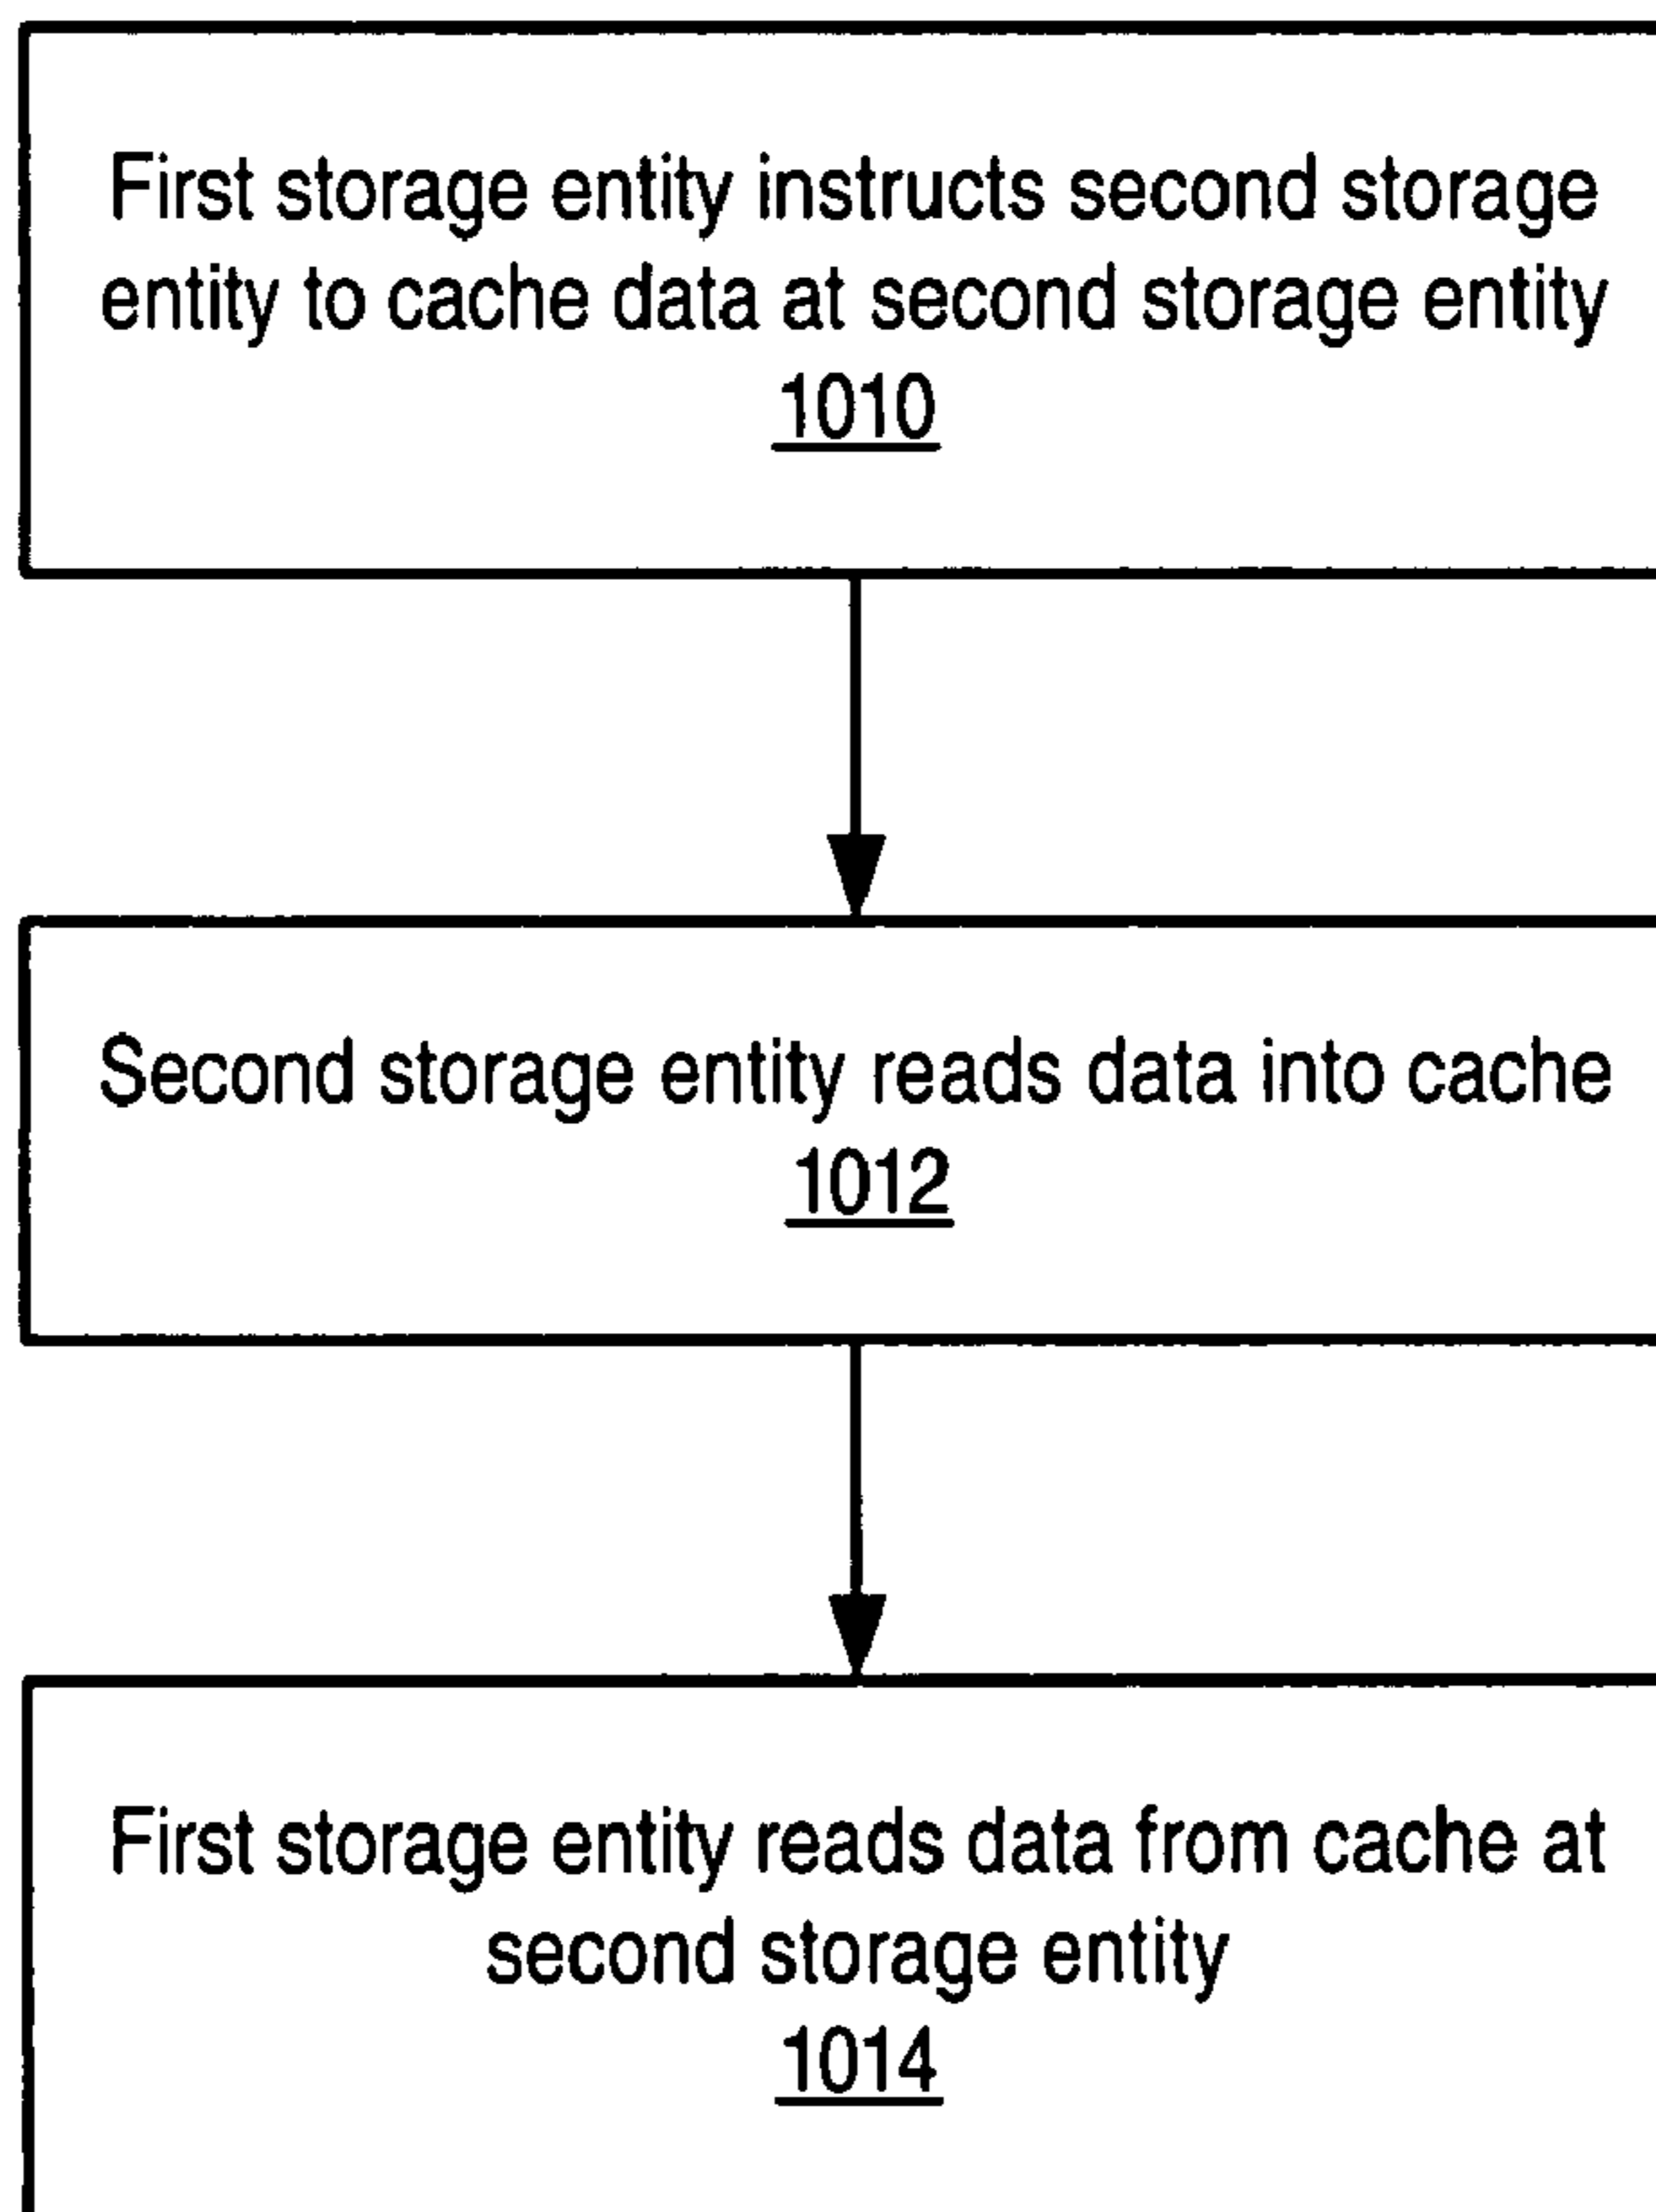 First storage entity instructs second storage
entity to cache data at second storage entity
1010
Second storage entity reads data into cache
1012
First storage entity reads data from cache at
second storage entity
1014